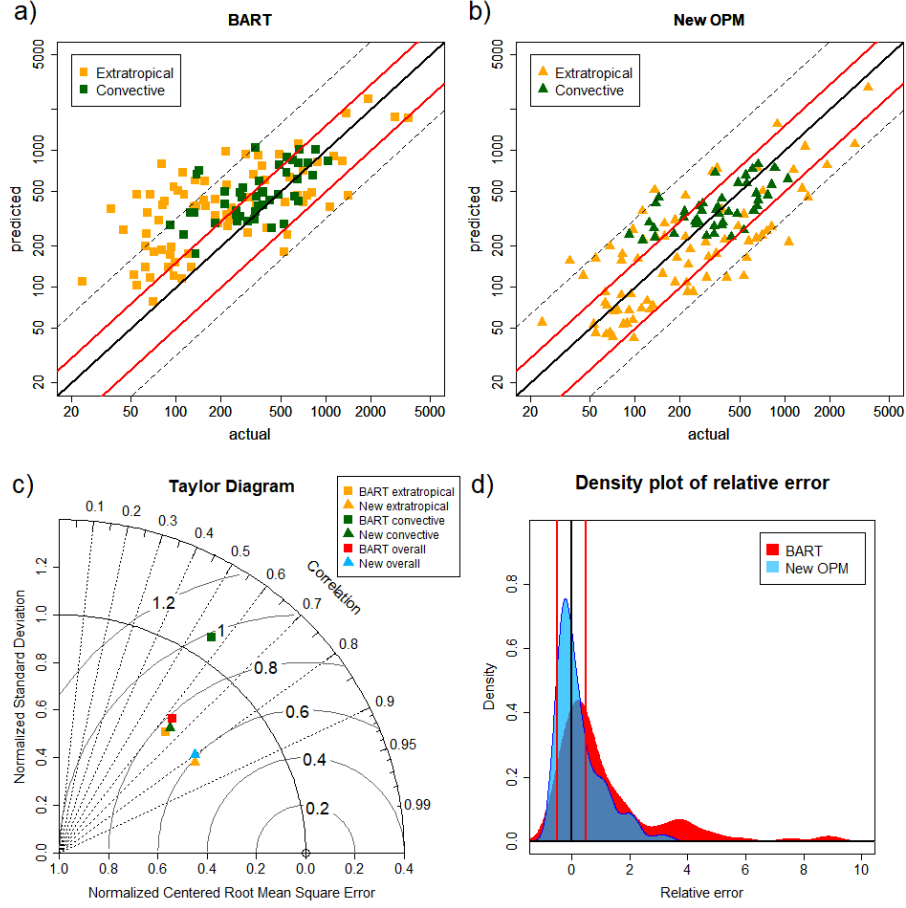 a)
BART
5000
1000
5000
200
100
50
20
predicted
Extratropical
Convective
20 50 100 200 500 1000 5000
actual
b)
New OPM
5000
1000
5000
200
100
50
20
predicted
Extratropical
Convective
20 50 100 200 500 1000 5000
actual
c)
Taylor Diagram
BART extratropical
New extratropical
BART convective
New convective
BART overall
New overall
0.1 0.2 0.3 0.4 0.5 0.6 0.7 0.8 0.9 0.95 0.99
Correlation
1.2 1 0.8 0.6 0.4 0.2
Normalized Standard Deviation
1.2
1.0
0.8
0.6
0.4
0.2
0.0
1.0 0.8 0.6 0.4 0.2 0.0 0.2 0.4
Normalized Centered Root Mean Square Error
d)
Density plot of relative error
BART
New OPM
Density
0.8
0.6
0.4
0.2
0.0
0 2 4 6 8 10
Relative error